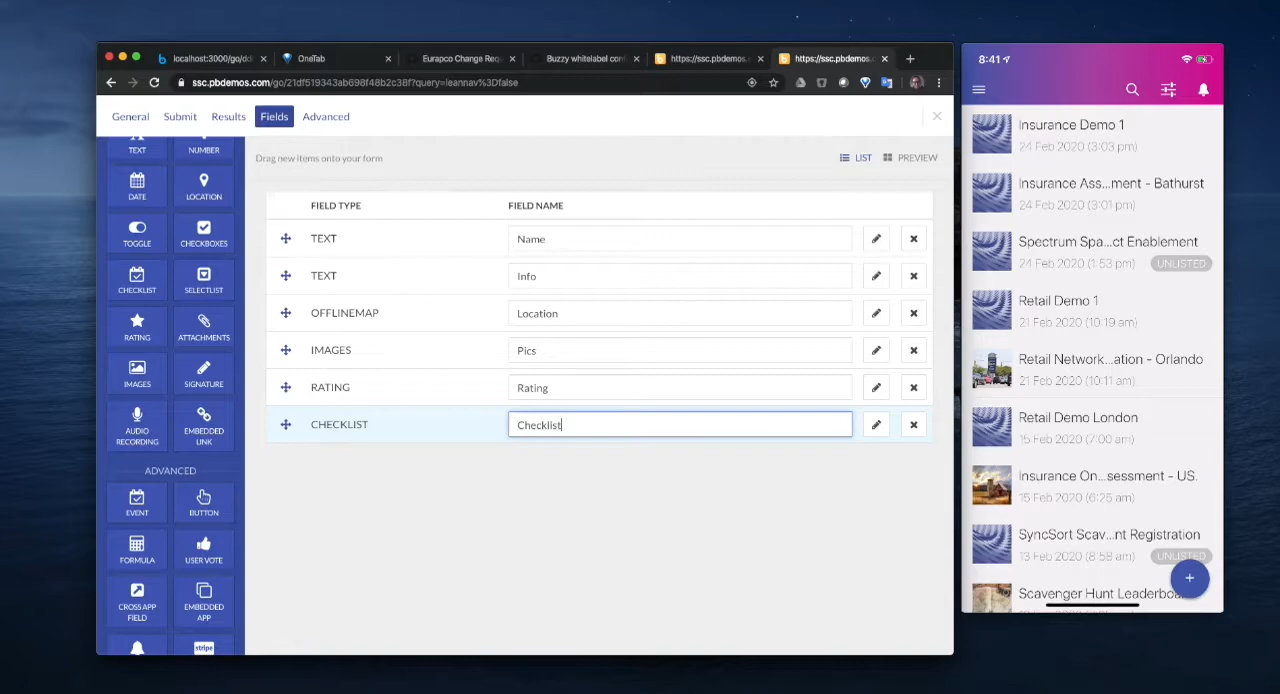 localhost:3000/go/dd
OneTab
Eurapco Change Req
Buzzy whitelabel con
https://ssc.pbdemos.
https://ssc.pbdemos.
ssc.pbdemos.com/go/21df519343ab698f48b2c38f?query=leannav%3Dfalse
General
Submit
Results
Fields
Advanced
TEXT
NUMBER
DATE
LOCATION
TOGGLE
CHECKBOXES
CHECKLIST
SELECTLIST
RATING
ATTACHMENTS
IMAGES
SIGNATURE
AUDIO
RECORDING
EMBEDDED
LINK
ADVANCED
EVENT
BUTTON
FORMULA
USER VOTE
CROSS APP
FIELD
EMBEDDED
APP
stripe
Drag new items onto your form
LIST
PREVIEW
FIELD TYPE
FIELD NAME
TEXT
Name
TEXT
Info
OFFLINEMAP
Location
IMAGES
Pics
RATING
Rating
CHECKLIST
Checklist
8:41
Insurance Demo 1
24 Feb 2020 (3:03 pm)
Insurance Ass...ment - Bathurst
24 Feb 2020 (3:01 pm)
Spectrum Spa...ct Enablement
24 Feb 2020 (1:53 pm)
UNLISTED
Retail Demo 1
21 Feb 2020 (10:19 am)
Retail Network...ation - Orlando
21 Feb 2020 (10:11 am)
Retail Demo London
15 Feb 2020 (7:00 am)
Insurance On...sessment - US.
15 Feb 2020 (6:25 am)
SyncSort Scav...nt Registration
13 Feb 2020 (8:58 am)
UNLISTED
Scavenger Hunt Leaderboa